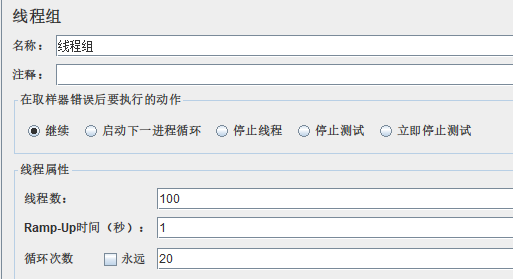 线程组
名称： 线程组
注释：
在取样器错误后要执行的动作
继续 启动下一进程循环 停止线程 停止测试 立即停止测试
线程属性
线程数： 100
Ramp-Up时间（秒）： 1
循环次数 永远 20